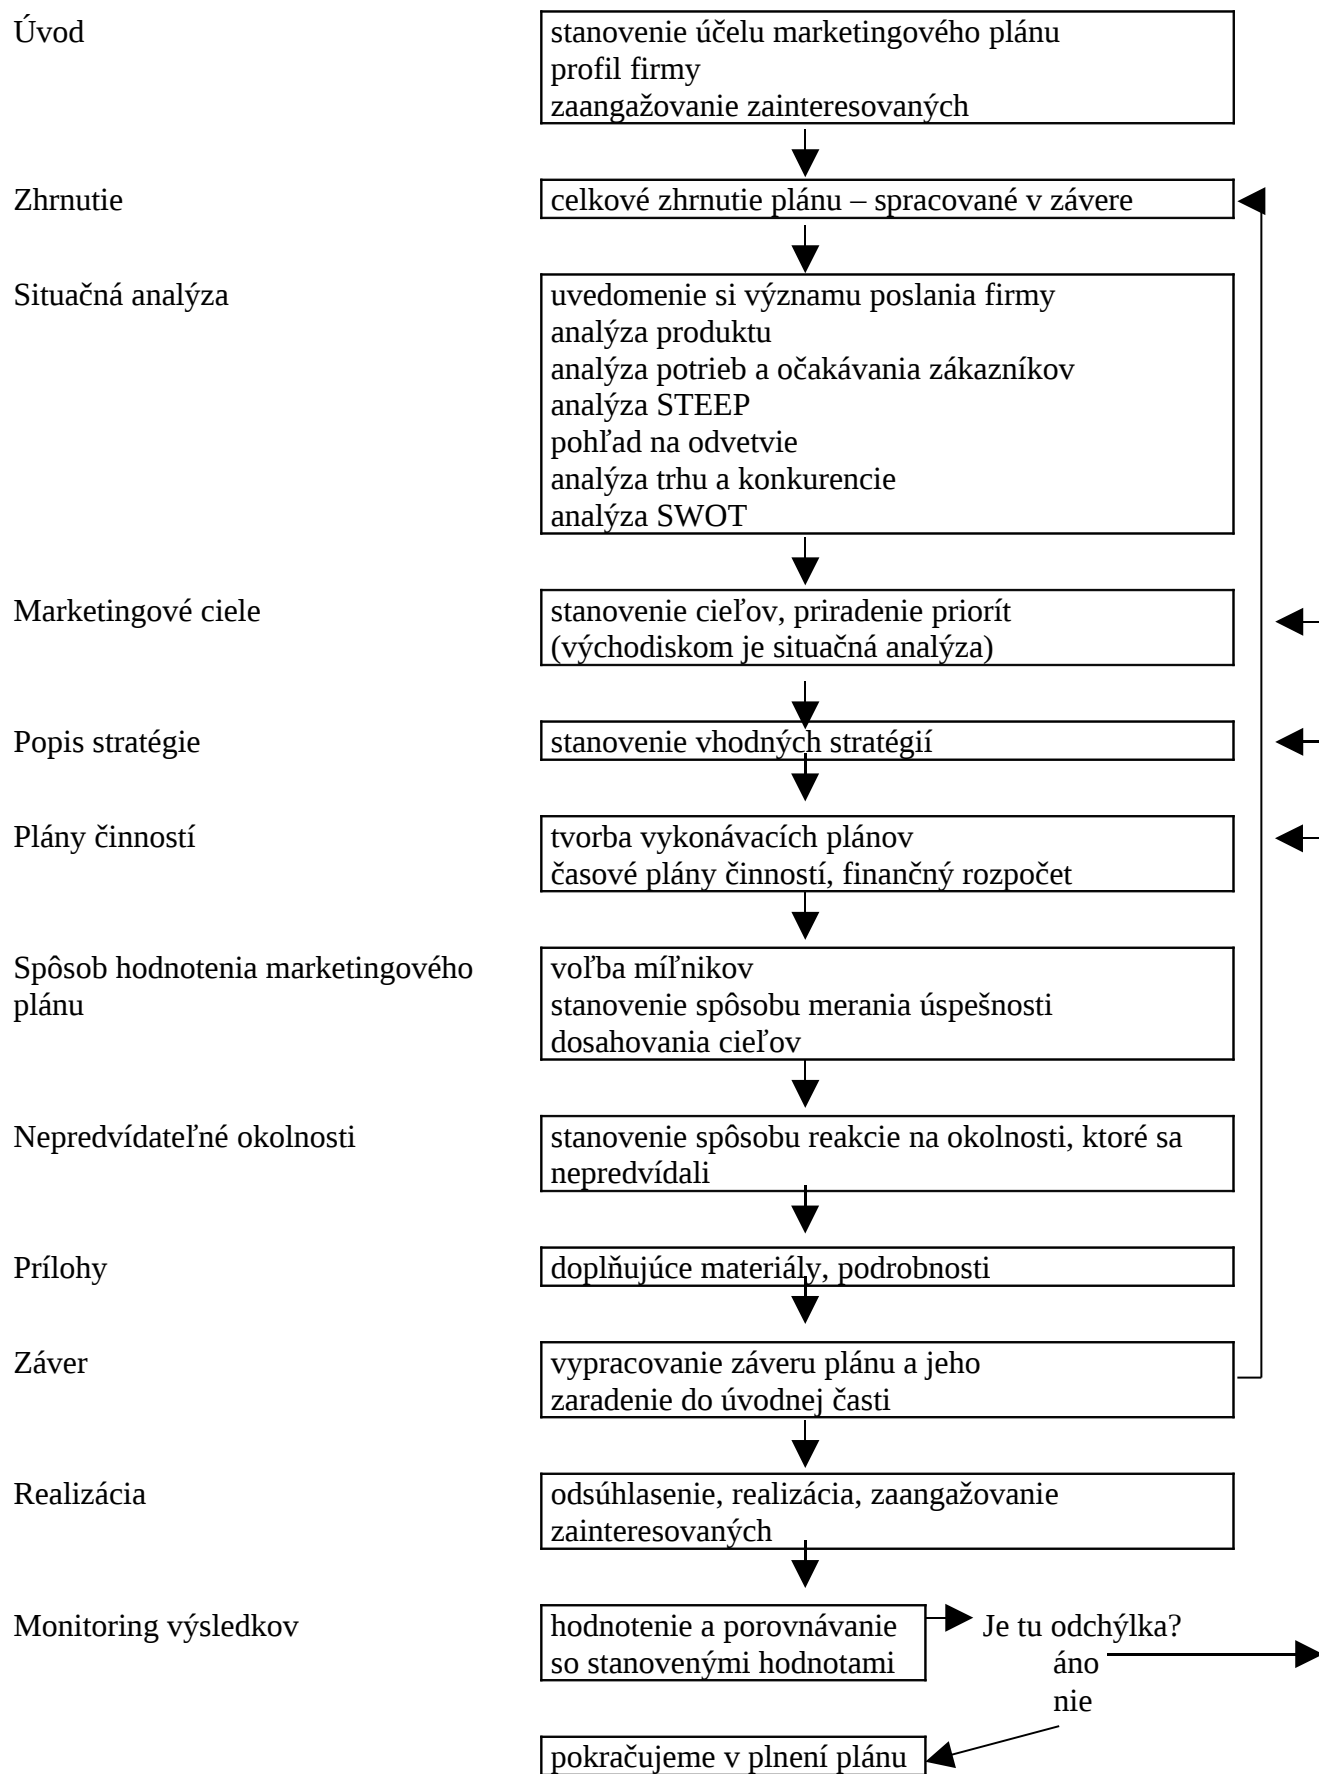 Úvod
stanovenie účelu marketingového plánu
profil firmy
zaangažovanie zainteresovaných
Zhrnutie
celkové zhrnutie plánu – spracované v závere
Situačná analýza
uvedomenie si významu poslania firmy
analýza produktu
analýza potrieb a očakávania zákazníkov
analýza STEEP
pohľad na odvetvie
analýza trhu a konkurencie
analýza SWOT
Marketingové ciele
stanovenie cieľov, priradenie priorít
(východiskom je situačná analýza)
Popis stratégie
stanovenie vhodných stratégií
Plány činností
tvorba vykonávacích plánov
časové plány činností, finančný rozpočet
Spôsob hodnotenia marketingového
plánu
voľba míľnikov
stanovenie spôsobu merania úspešnosti
dosahovania cieľov
Nepredvídateľné okolnosti
stanovenie spôsobu reakcie na okolnosti, ktoré sa
nepredvídali
Prílohy
doplňujúce materiály, podrobnosti
Záver
vypracovanie záveru plánu a jeho
zaradenie do úvodnej časti
Realizácia
odsúhlasenie, realizácia, zaangažovanie
zainteresovaných
Monitoring výsledkov
hodnotenie a porovnávanie
so stanovenými hodnotami
Je tu odchýlka?
áno
nie
pokračujeme v plnení plánu